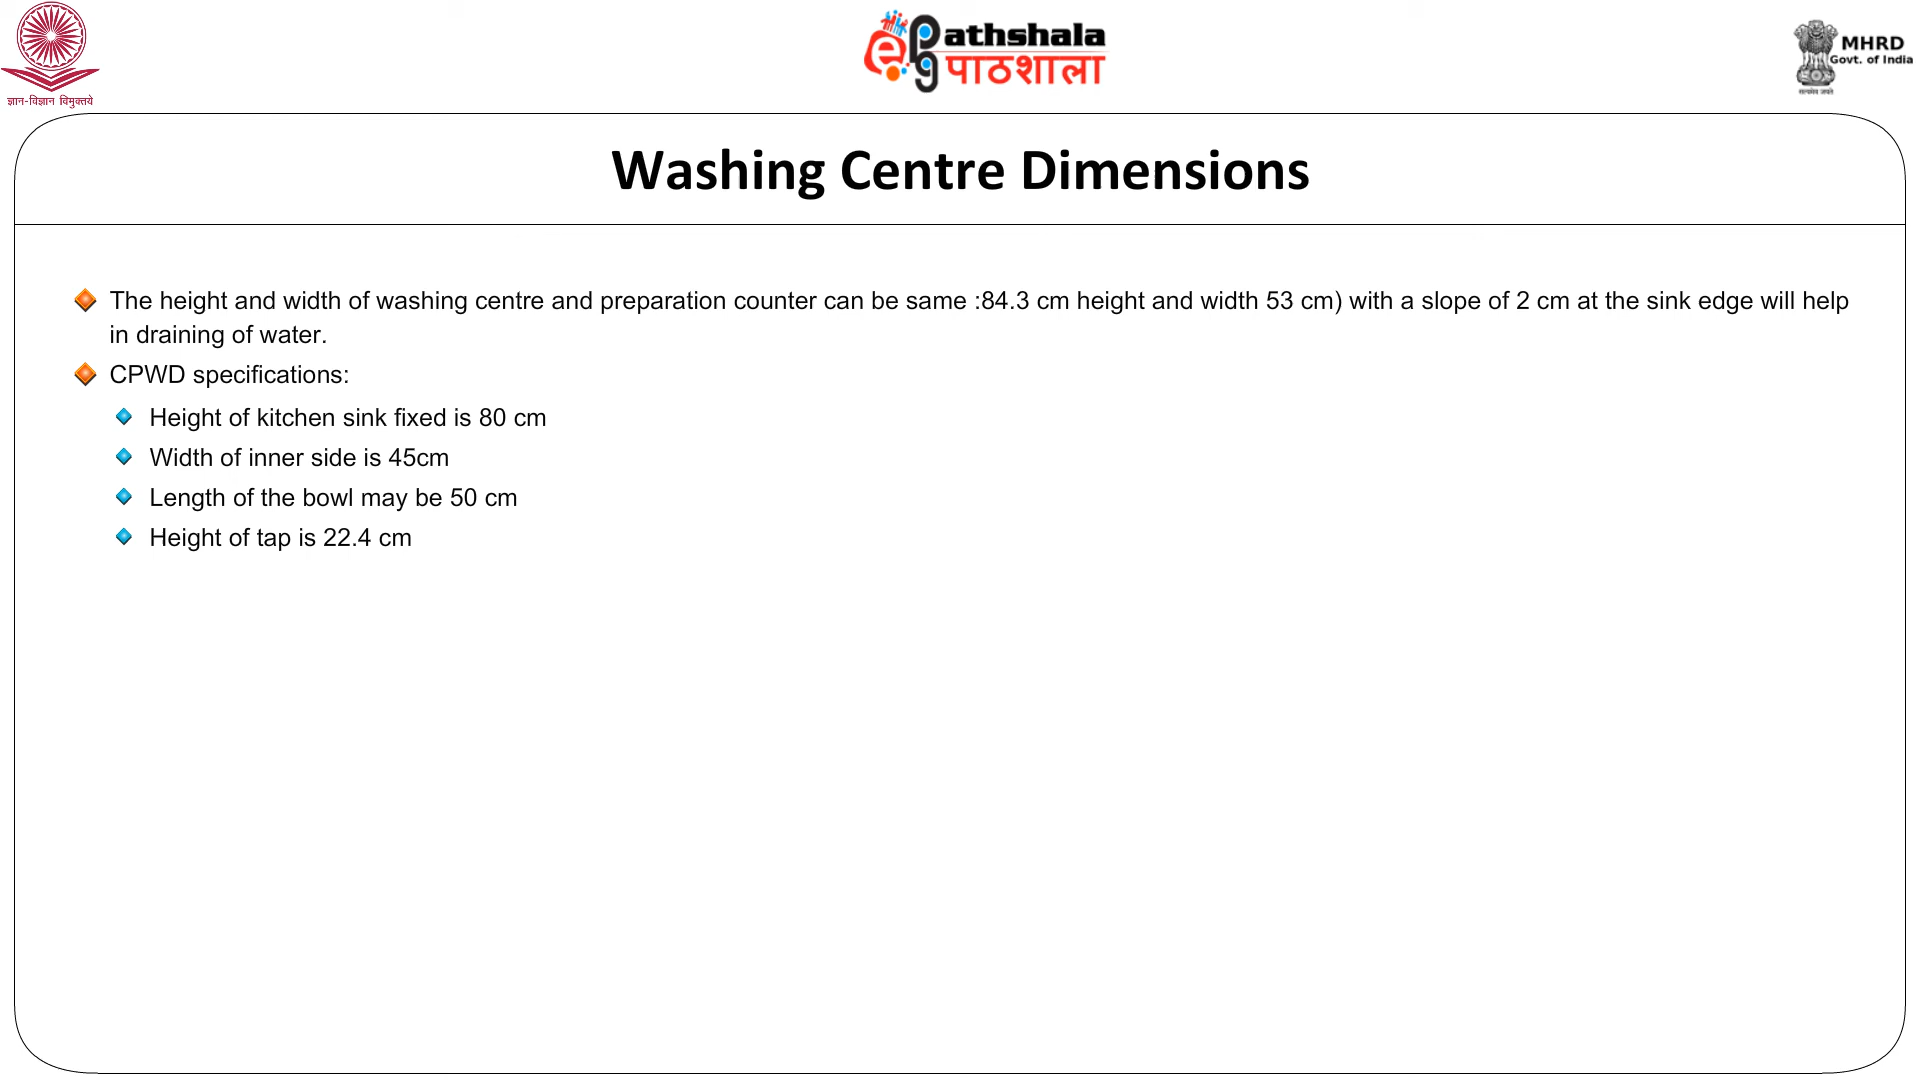 ज्ञान-विज्ञान विमुक्तये
ePg athshala
पाठशाला
MHRD
Govt. of India
सत्यमेव जयते
Washing Centre Dimensions
The height and width of washing centre and preparation counter can be same :84.3 cm height and width 53 cm) with a slope of 2 cm at the sink edge will help
in draining of water.
CPWD specifications:
Height of kitchen sink fixed is 80 cm
Width of inner side is 45cm
Length of the bowl may be 50 cm
Height of tap is 22.4 cm